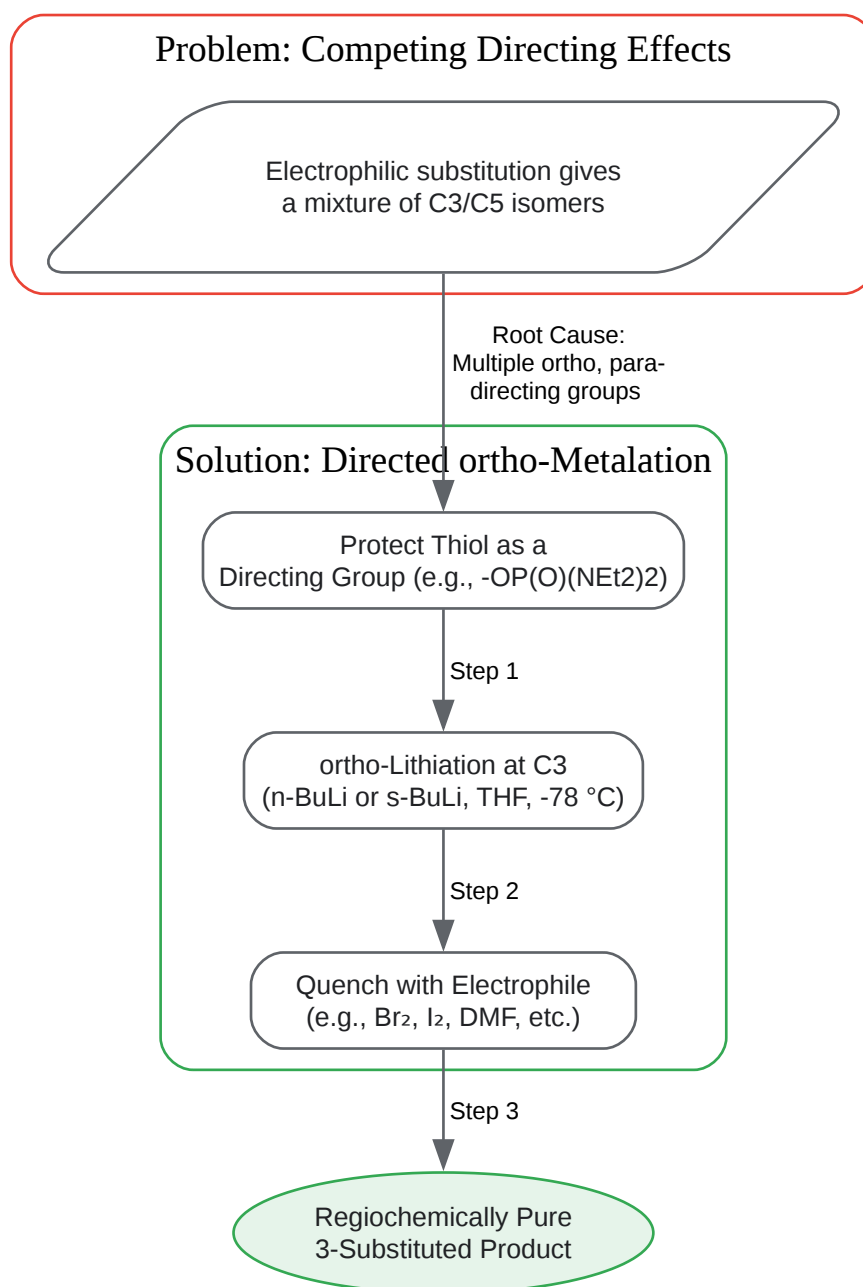 Problem: Competing Directing Effects
Electrophilic substitution gives
a mixture of C3/C5 isomers
Root Cause:
Multiple ortho, para-
directing groups
Solution: Directed ortho-Metalation
Protect Thiol as a
Directing Group (e.g., -OP(O)(NEt2)2)
Step 1
ortho-Lithiation at C3
(n-BuLi or s-BuLi, THF, -78 °C)
Step 2
Quench with Electrophile
(e.g., Br₂, I₂, DMF, etc.)
Step 3
Regiochemically Pure
3-Substituted Product